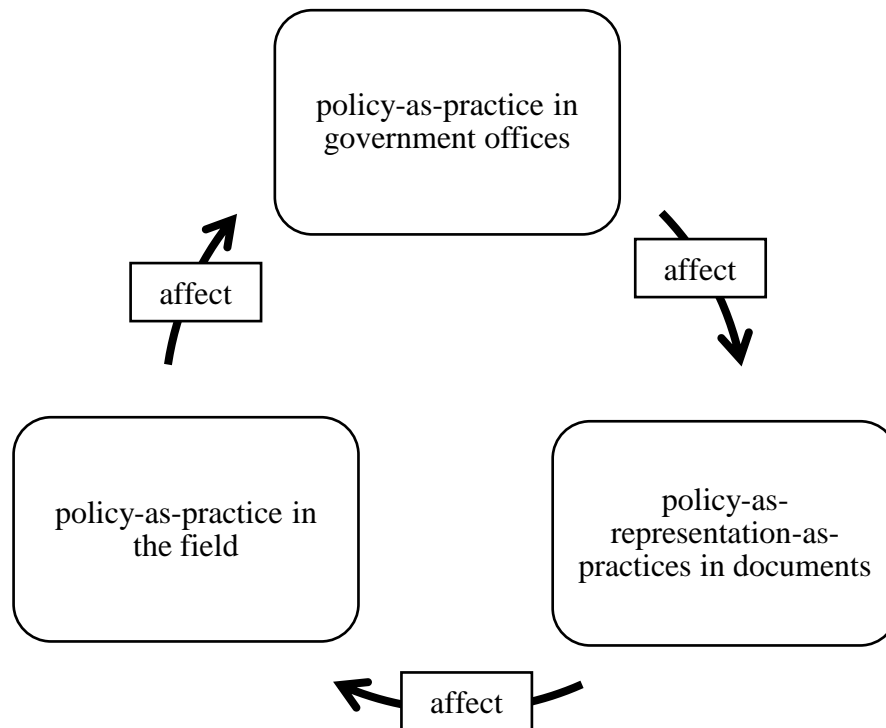 policy-as-practice in
government offices
affect
affect
policy-as-practice in
the field
policy-as-
representation-as-
practices in documents
affect